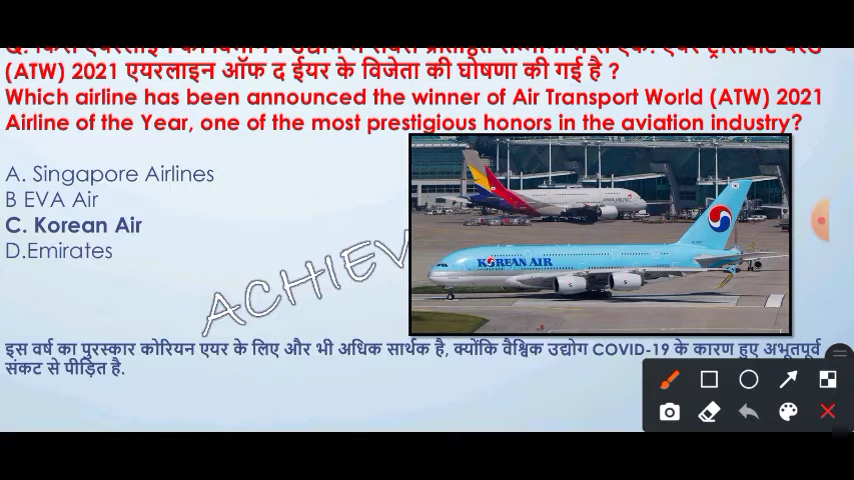 (ATW) 2021 एयरलाइन ऑफ द ईयर के विजेता की घोषणा की गई है ?
Which airline has been announced the winner of Air Transport World (ATW) 2021
Airline of the Year, one of the most prestigious honors in the aviation industry?
A. Singapore Airlines
B EVA Air
C. Korean Air
D.Emirates
KOREAN AIR
ACHIEV
इस वर्ष का पुरस्कार कोरियन एयर के लिए और भी अधिक सार्थक है, क्योंकि वैश्विक उद्योग COVID-19 के कारण हुए अभूतपूर्व
संकट से पीड़ित है.